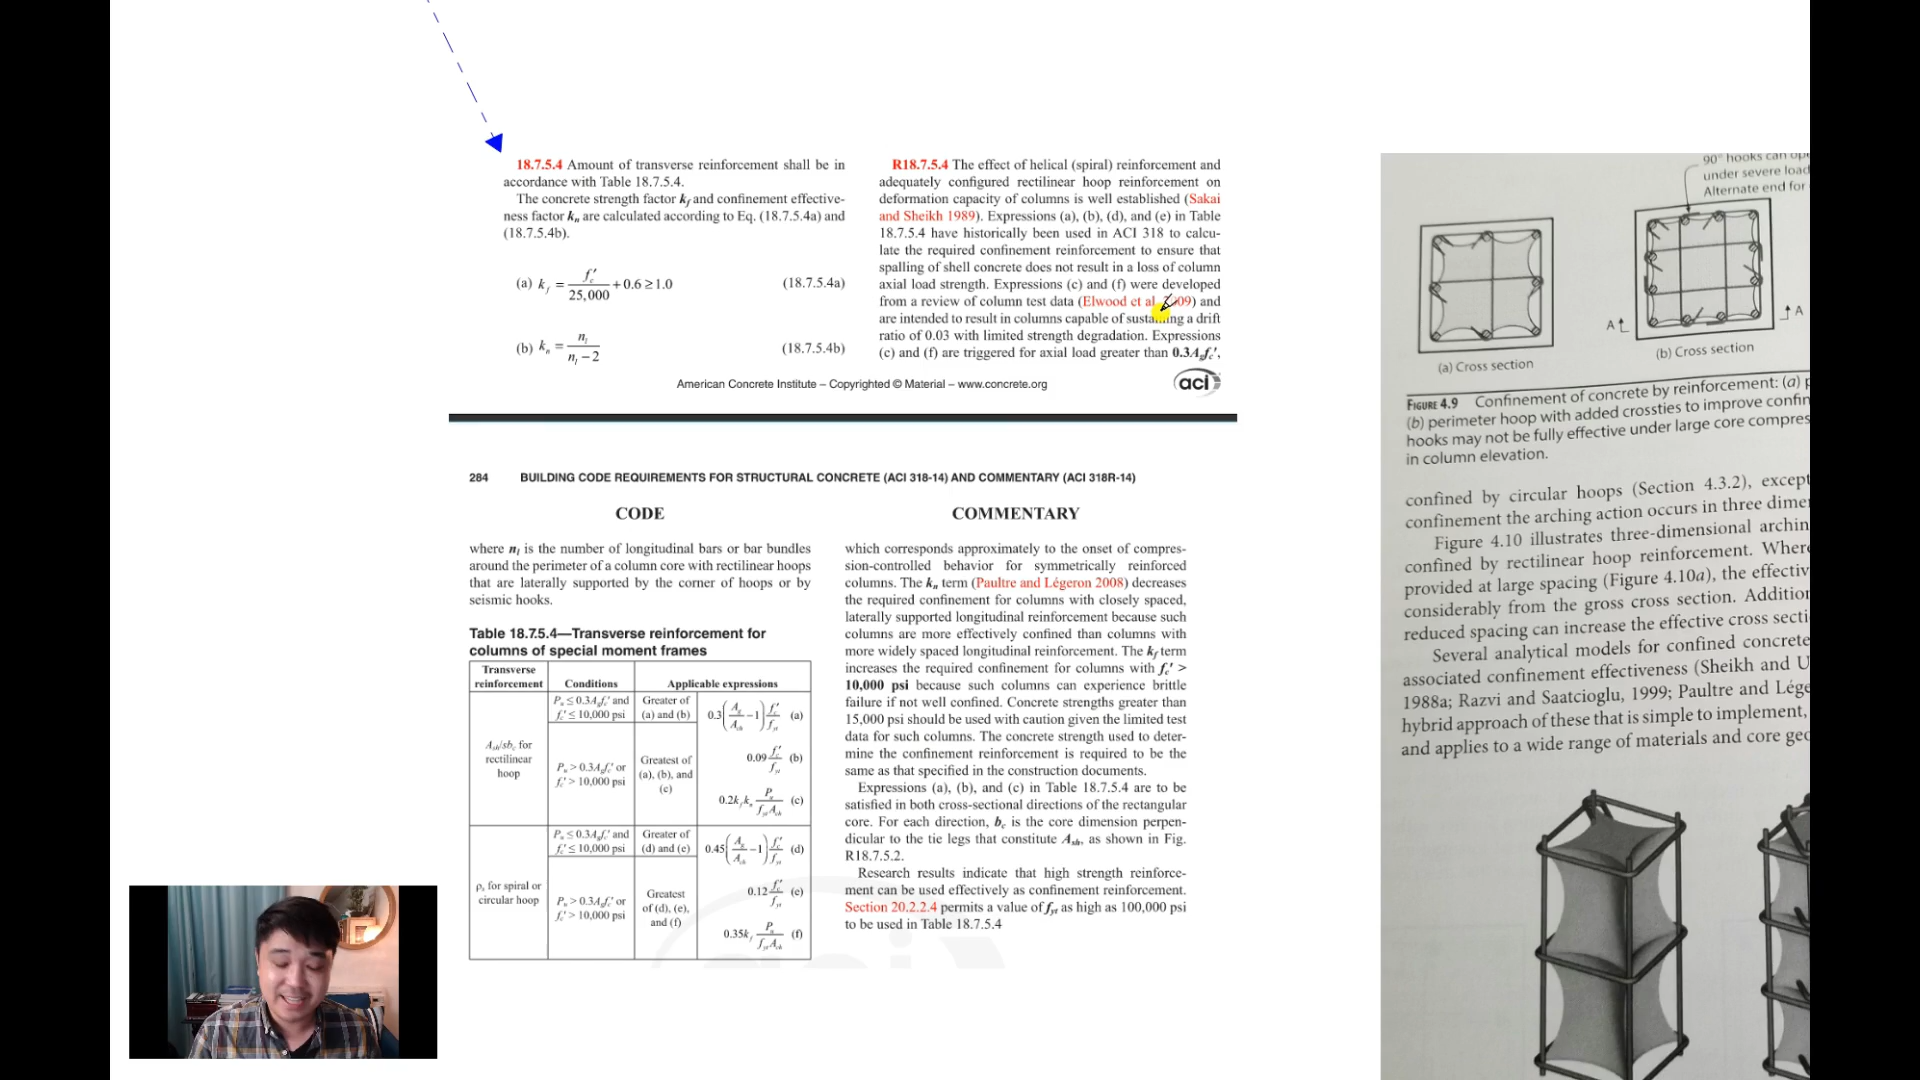 18.7.5.4 Amount of transverse reinforcement shall be in
accordance with Table 18.7.5.4.
The concrete strength factor kf and confinement effective-
ness factor kn are calculated according to Eq. (18.7.5.4a) and
(18.7.5.4b).
(a) kf = fc′/25,000 + 0.6 ≥ 1.0 (18.7.5.4a)
(b) kn = nl/(nl – 2) (18.7.5.4b)
R18.7.5.4 The effect of helical (spiral) reinforcement and
adequately configured rectilinear hoop reinforcement on
deformation capacity of columns is well established (Sakai
and Sheikh 1989). Expressions (a), (b), (d), and (e) in Table
18.7.5.4 have historically been used in ACI 318 to calcu-
late the required confinement reinforcement to ensure that
spalling of shell concrete does not result in a loss of column
axial load strength. Expressions (c) and (f) were developed
from a review of column test data (Elwood et al. and
are intended to result in columns capable of a drift
ratio of 0.03 with limited strength degradation. Expressions
(c) and (f) are triggered for axial load greater than 0.3Agfc′,
American Concrete Institute – Copyrighted © Material – www.concrete.org
aci
284 BUILDING CODE REQUIREMENTS FOR STRUCTURAL CONCRETE (ACI 318-14) AND COMMENTARY (ACI 318R-14)
CODE
where nl is the number of longitudinal bars or bar bundles
around the perimeter of a column core with rectilinear hoops
that are laterally supported by the corner of hoops or by
seismic hooks.
Table 18.7.5.4—Transverse reinforcement for
columns of special moment frames
Transverse
reinforcement
Conditions
Applicable expressions
Ash/sbc for
rectilinear
hoop
Pu ≤ 0.3Agfc′ and
fc′ ≤ 10,000 psi
Greater of
(a) and (b)
0.3(Ag/Ach – 1) fc′/fyt (a)
Pu > 0.3Agfc′ or
fc′ > 10,000 psi
Greatest of
(a), (b), and
(c)
0.09 fc′/fyt (b)
0.2kfkn Pu/(fytAch) (c)
ρs for spiral or
circular hoop
Pu ≤ 0.3Agfc′ and
fc′ ≤ 10,000 psi
Greater of
(d) and (e)
0.45(Ag/Ach – 1) fc′/fyt (d)
Pu > 0.3Agfc′ or
fc′ > 10,000 psi
Greatest
of (d), (e),
and (f)
0.12 fc′/fyt (e)
0.35kf Pu/(fytAch) (f)
COMMENTARY
which corresponds approximately to the onset of compres-
sion-controlled behavior for symmetrically reinforced
columns. The kn term (Paultre and Légeron 2008) decreases
the required confinement for columns with closely spaced,
laterally supported longitudinal reinforcement because such
columns are more effectively confined than columns with
more widely spaced longitudinal reinforcement. The kf term
increases the required confinement for columns with fc′ >
10,000 psi because such columns can experience brittle
failure if not well confined. Concrete strengths greater than
15,000 psi should be used with caution given the limited test
data for such columns. The concrete strength used to deter-
mine the confinement reinforcement is required to be the
same as that specified in the construction documents.
Expressions (a), (b), and (c) in Table 18.7.5.4 are to be
satisfied in both cross-sectional directions of the rectangular
core. For each direction, bc is the core dimension perpen-
dicular to the tie legs that constitute Ash, as shown in Fig.
R18.7.5.2.
Research results indicate that high strength reinforce-
ment can be used effectively as confinement reinforcement.
Section 20.2.2.4 permits a value of fyt as high as 100,000 psi
to be used in Table 18.7.5.4
90° hooks can
under severe load
Alternate end for
A
A
(a) Cross section
(b) Cross section
FIGURE 4.9 Confinement of concrete by reinforcement: (a)
(b) perimeter hoop with added crossties to improve
hooks may not be fully effective under large core
in column elevation.
confined by circular hoops (Section 4.3.2), except
confinement the arching action occurs in three
Figure 4.10 illustrates three-dimensional
confined by rectilinear hoop reinforcement.
provided at large spacing (Figure 4.10a), the
considerably from the gross cross section.
reduced spacing can increase the effective cross
Several analytical models for confined concrete
associated confinement effectiveness (Sheikh and
1988a; Razvi and Saatcioglu, 1999; Paultre and
hybrid approach of these that is simple to implement,
and applies to a wide range of materials and core